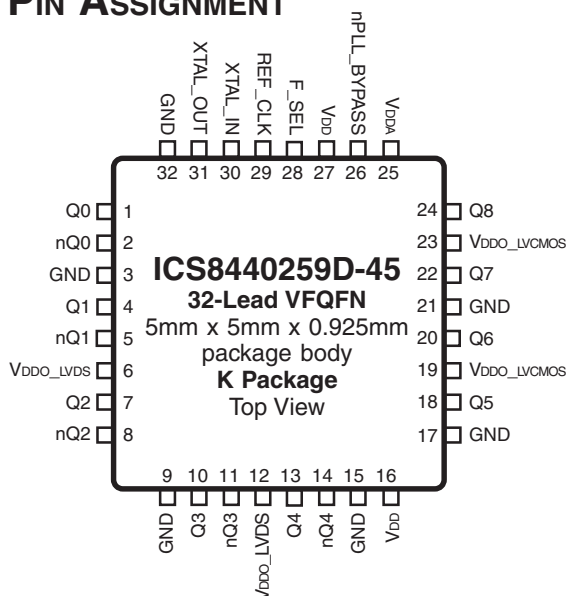 PIN ASSIGNMENT
GND
XTAL_OUT
XTAL_IN
REF_CLK
F_SEL
VDD
nPLL_BYPASS
VDDA
32 31 30 29 28 27 26 25
Q0 1
nQ0 2
GND 3
Q1 4
nQ1 5
VDDO_LVDS 6
Q2 7
nQ2 8
ICS8440259D-45
32-Lead VFQFN
5mm x 5mm x 0.925mm
package body
K Package
Top View
24 Q8
23 VDDO_LVCMOS
22 Q7
21 GND
20 Q6
19 VDDO_LVCMOS
18 Q5
17 GND
9 10 11 12 13 14 15 16
GND
Q3
nQ3
VDDO_LVDS
Q4
nQ4
GND
VDD